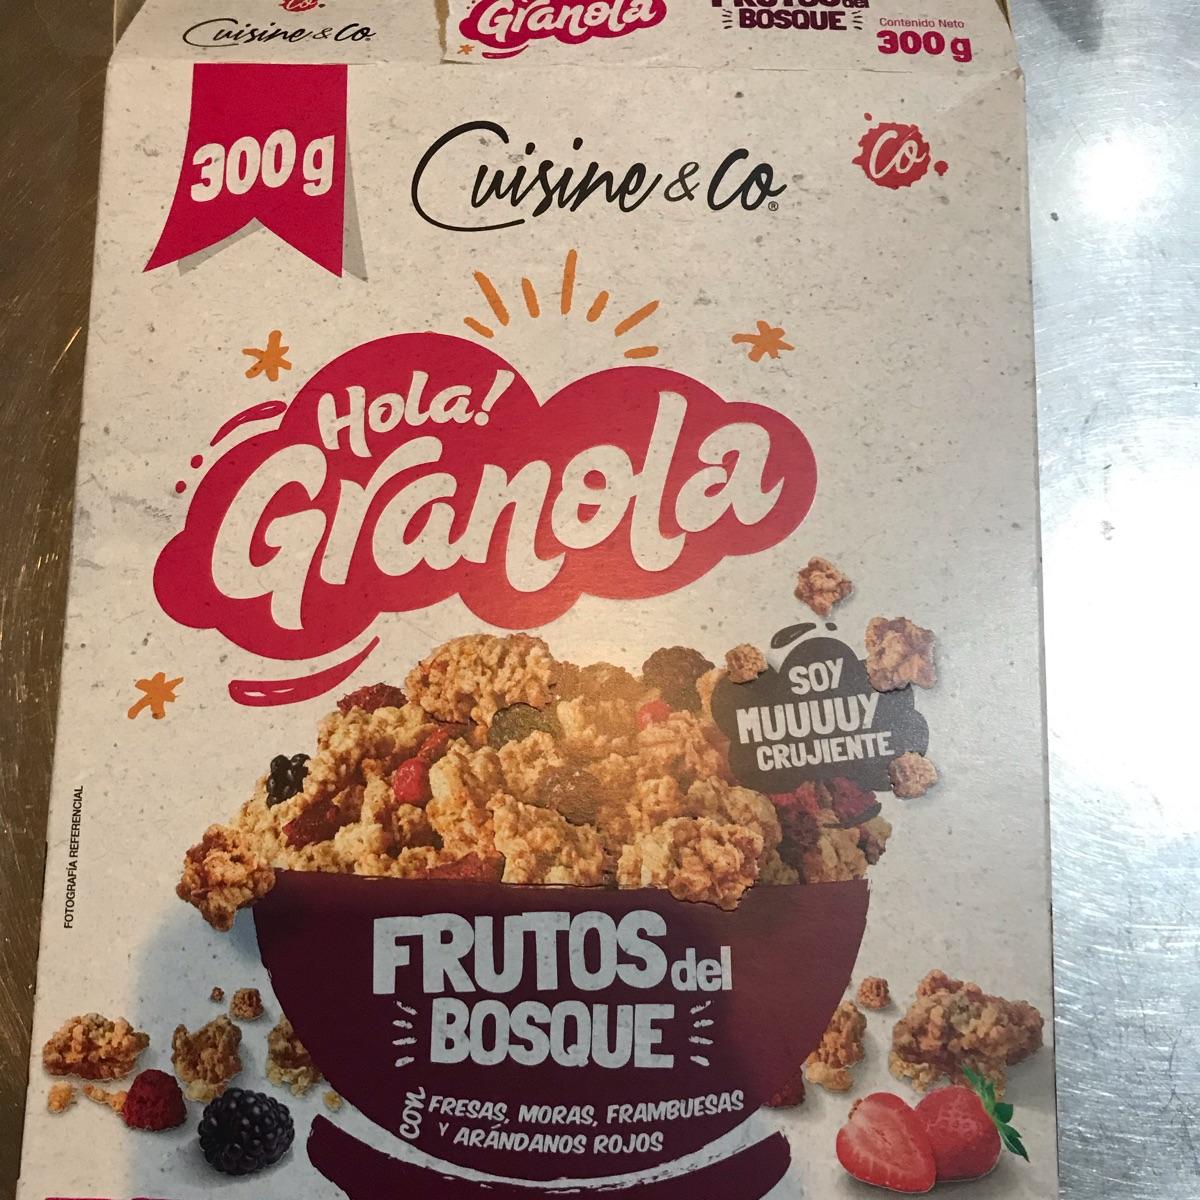 Cuisine & Co.
Granola
FRUTOS del
BOSQUE
Contenido Neto
300 g
300 g
Cuisine & Co
®
Co
Hola!
Granola
SOY
MUUUUY
CRUJIENTE
FOTOGRAFÍA REFERENCIAL
FRUTOS del
BOSQUE
con FRESAS, MORAS, FRAMBUESAS
Y ARÁNDANOS ROJOS